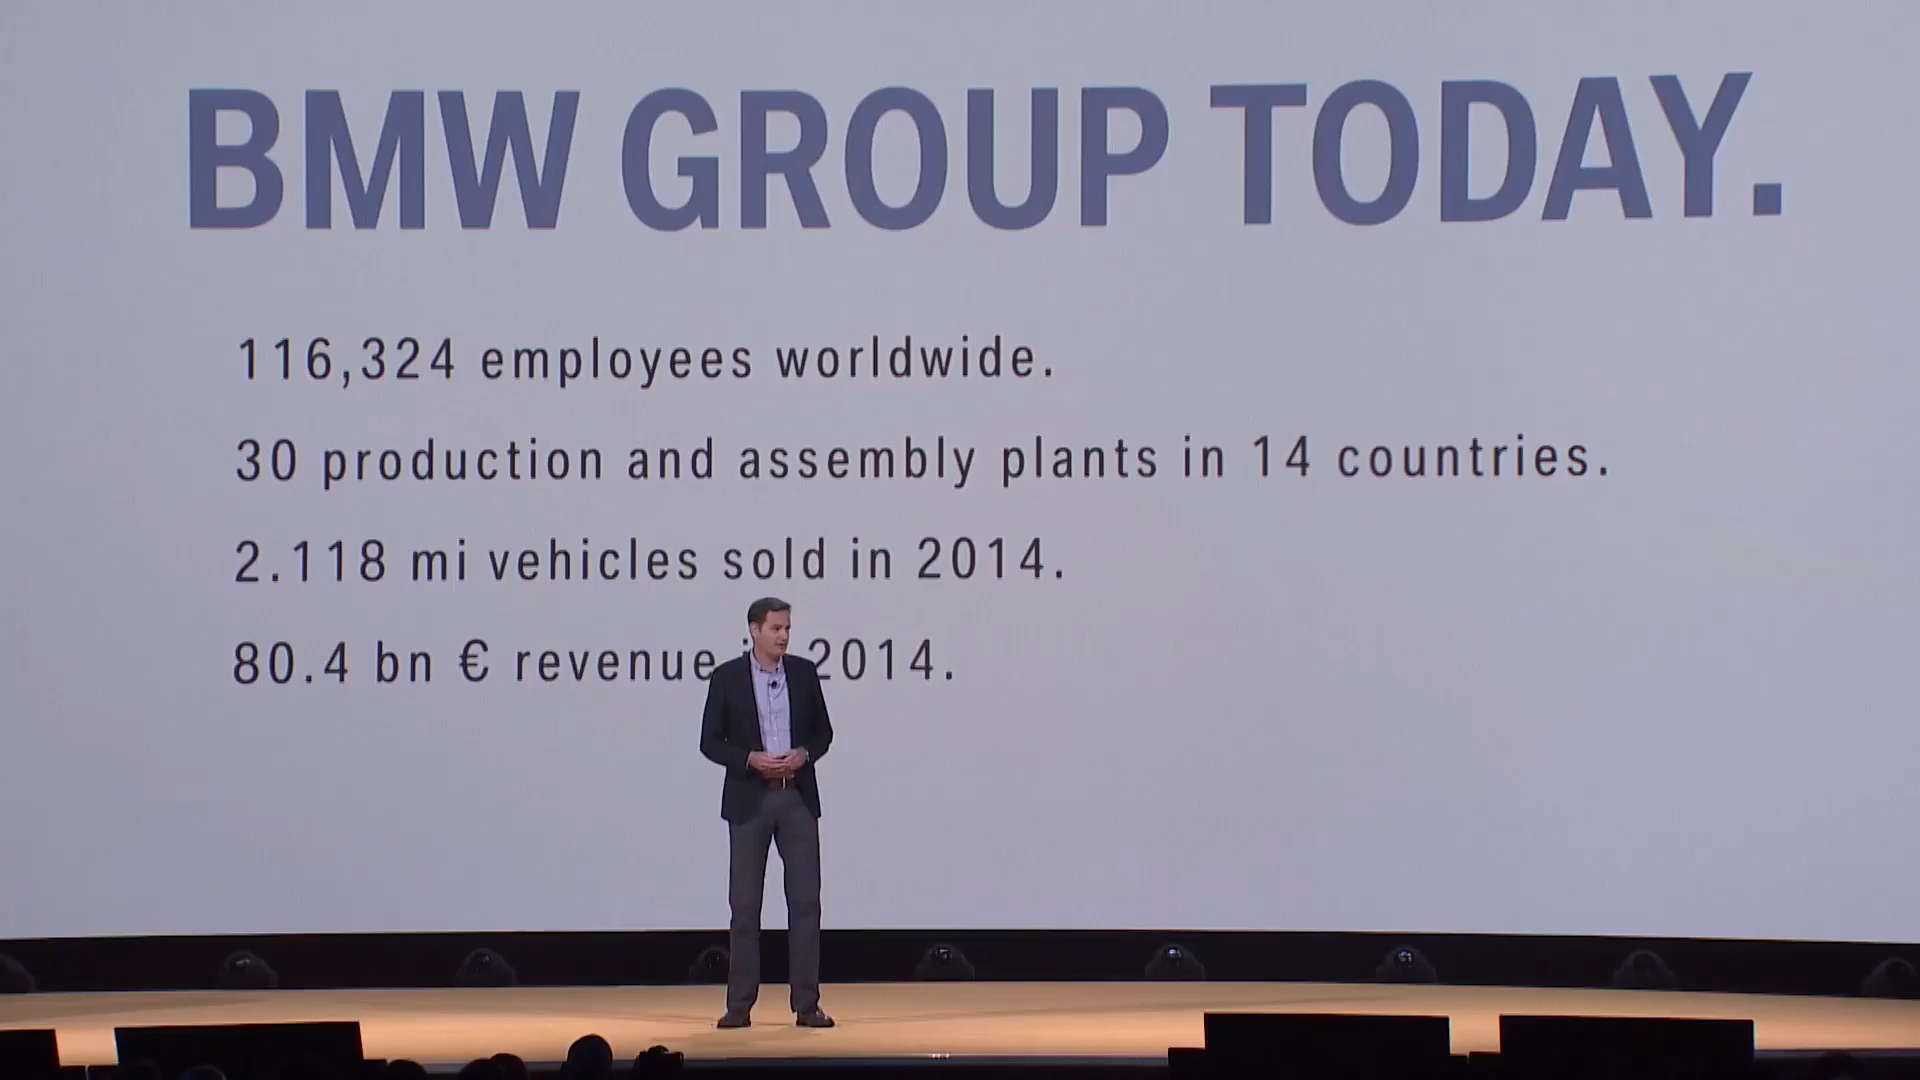 BMW GROUP TODAY.
116,324 employees worldwide.
30 production and assembly plants in 14 countries.
2.118 mi vehicles sold in 2014.
80.4 bn € revenue 2014.